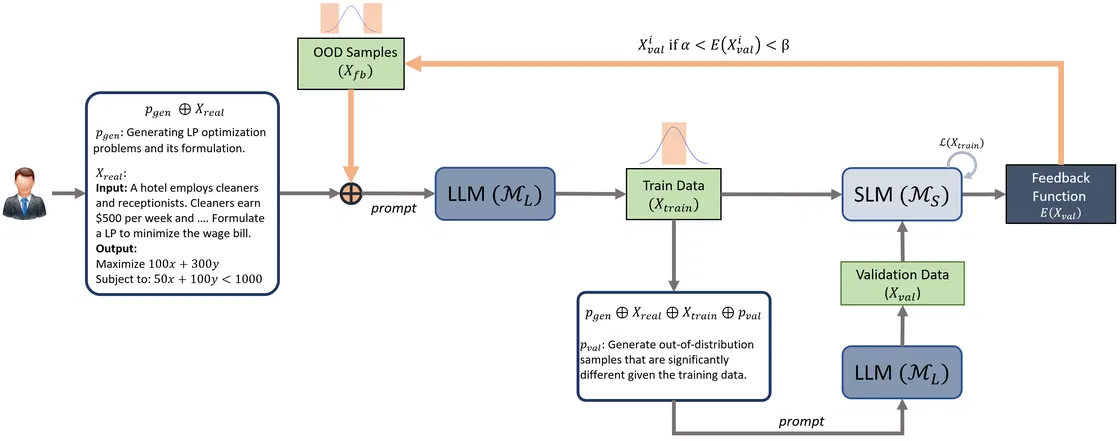 OOD Samples
(X_fb)
X^i_val if α < E(X^i_val) < β
p_gen ⊕ X_real
p_gen: Generating LP optimization
problems and its formulation.
X_real:
Input: A hotel employs cleaners
and receptionists. Cleaners earn
$500 per week and .... Formulate
a LP to minimize the wage bill.
Output:
Maximize 100x + 300y
Subject to: 50x + 100y < 1000
prompt
LLM (ℳ_L)
Train Data
(X_train)
SLM (ℳ_S)
ℒ(X_train)
Feedback
Function
E(X_val)
p_gen ⊕ X_real ⊕ X_train ⊕ p_val
p_val: Generate out-of-distribution
samples that are significantly
different given the training data.
prompt
LLM (ℳ_L)
Validation Data
(X_val)